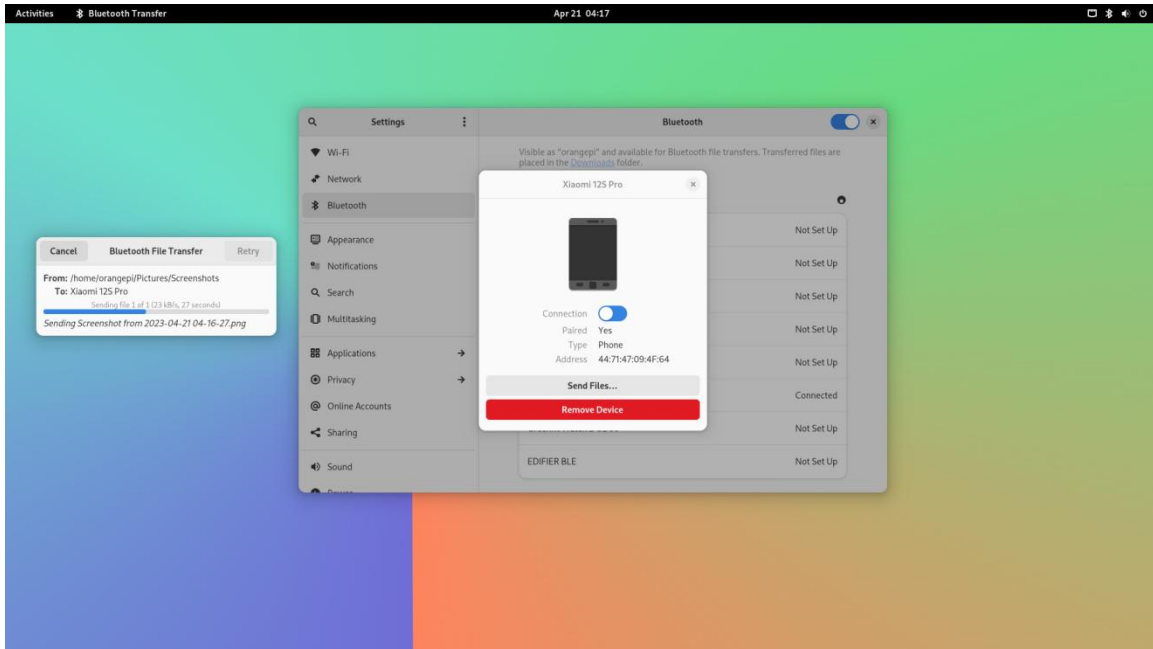 Activities
Bluetooth Transfer
Apr 21 04:17
Settings
Bluetooth
Wi-Fi
Network
Bluetooth
Appearance
Notifications
Search
Multitasking
Applications
Privacy
Online Accounts
Sharing
Sound
Power
Visible as "orangepi" and available for Bluetooth file transfers. Transferred files are
placed in the Downloads folder.
Not Set Up
Not Set Up
Not Set Up
Not Set Up
Not Set Up
Connected
Not Set Up
EDIFIER BLE
Not Set Up
Xiaomi 12S Pro
Connection
Paired Yes
Type Phone
Address 44:71:47:09:4F:64
Send Files...
Remove Device
Cancel
Bluetooth File Transfer
Retry
From: /home/orangepi/Pictures/Screenshots
To: Xiaomi 12S Pro
Sending file 1 of 1 (23 kB/s, 27 seconds)
Sending Screenshot from 2023-04-21 04-16-27.png